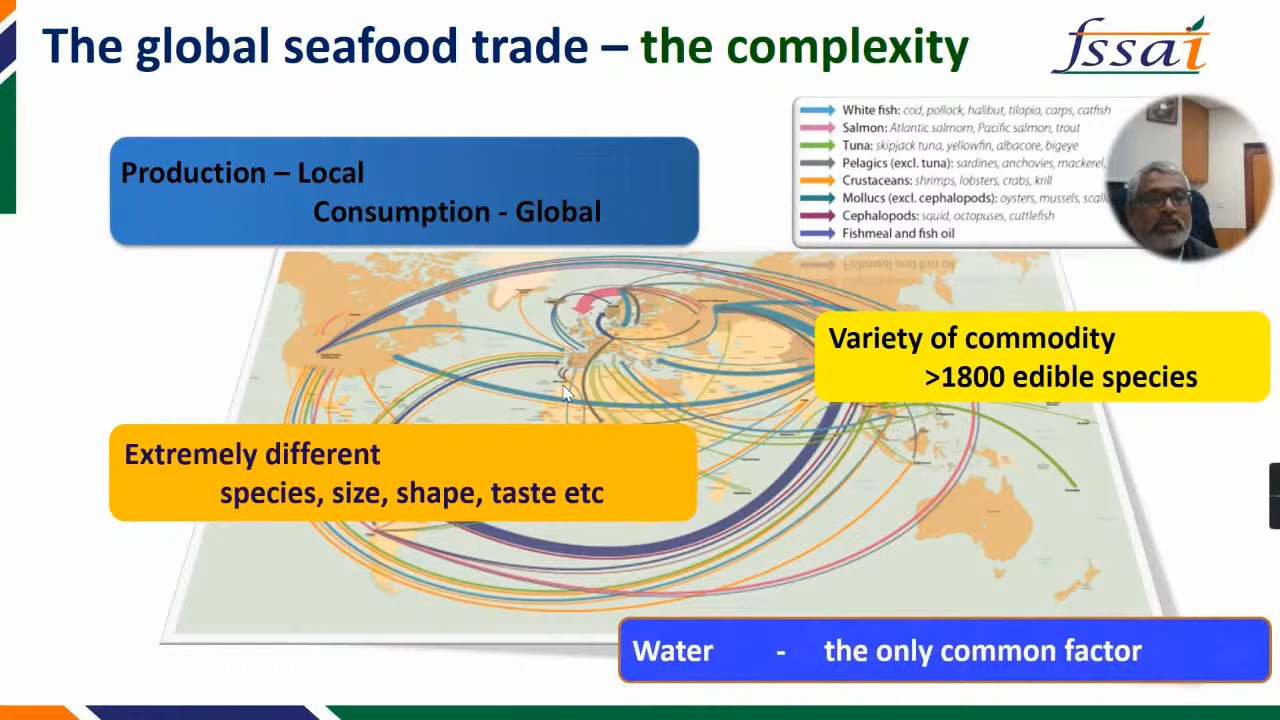 The global seafood trade – the complexity
fssai
White fish: cod, pollock, halibut, tilapia, carps, catfish
Salmon: Atlantic salmom, Pacific salmon, trout
Tuna: skipjack tuna, yellowfin, albacore, bigeye
Pelagics (excl. tuna): sardines, anchovies, mackerel,
Crustaceans: shrimps, lobsters, crabs, krill
Mollucs (excl. cephalopods): oysters, mussels,
Cephalopods: squid, octopuses, cuttlefish
Fishmeal and fish oil
Production – Local
Consumption - Global
Variety of commodity
>1800 edible species
Extremely different
species, size, shape, taste etc
Water - the only common factor